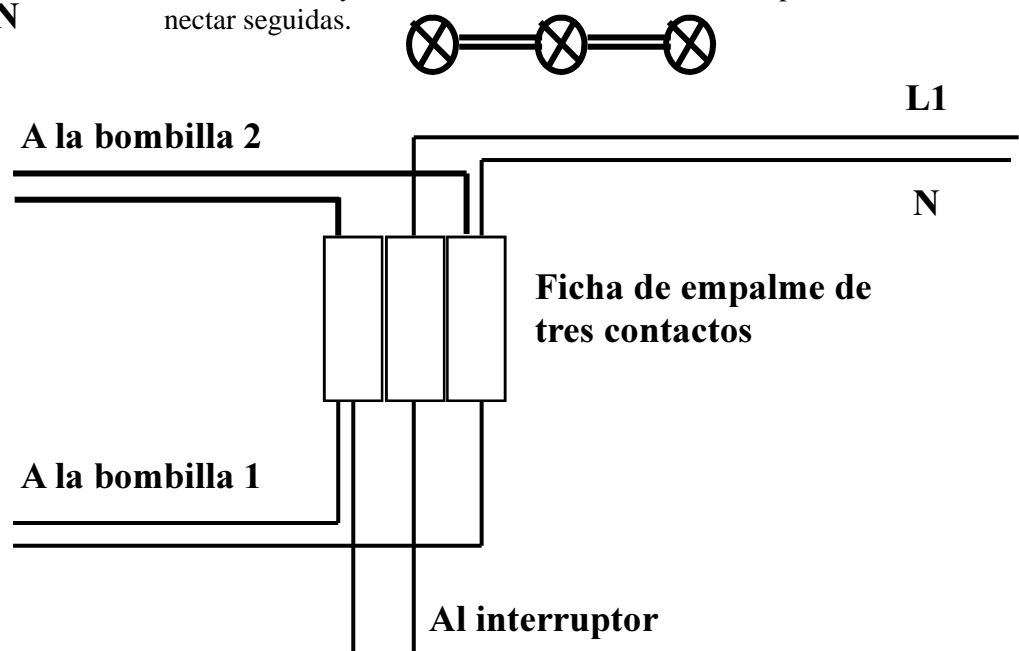 N
nectar seguidas.
L1
A la bombilla 2
N
Ficha de empalme de
tres contactos
A la bombilla 1
Al interruptor